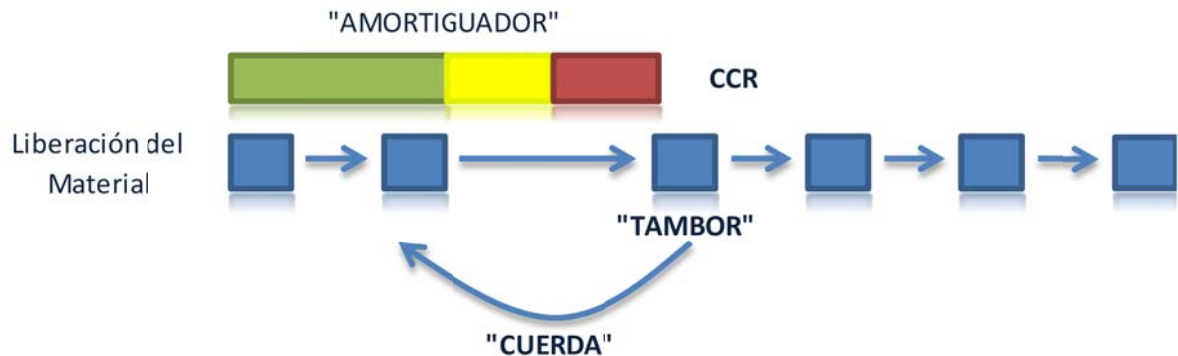 "AMORTIGUADOR"
CCR
Liberación del
Material
"TAMBOR"
"CUERDA"